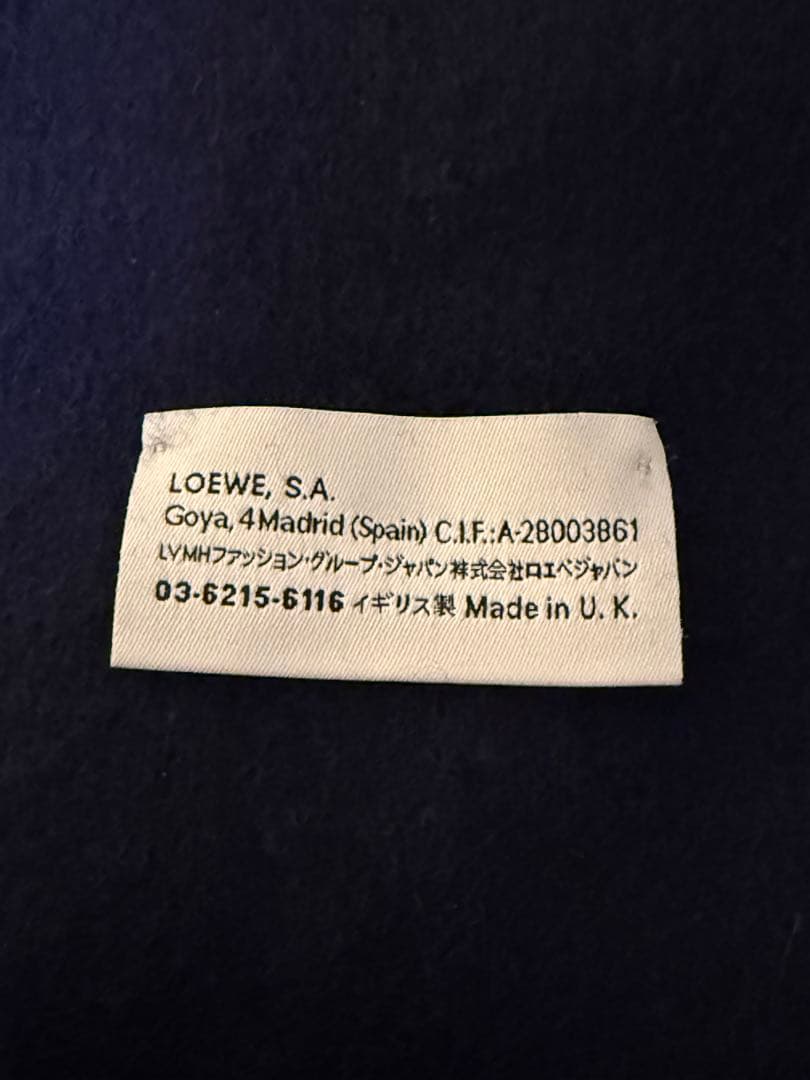 LOEWE, S.A.
Goya, 4 Madrid (Spain) C.I.F.: A-28003861
LVMHファッション・グループ・ジャパン株式会社ロエベジャパン
03-6215-6116 イギリス製 Made in U. K.